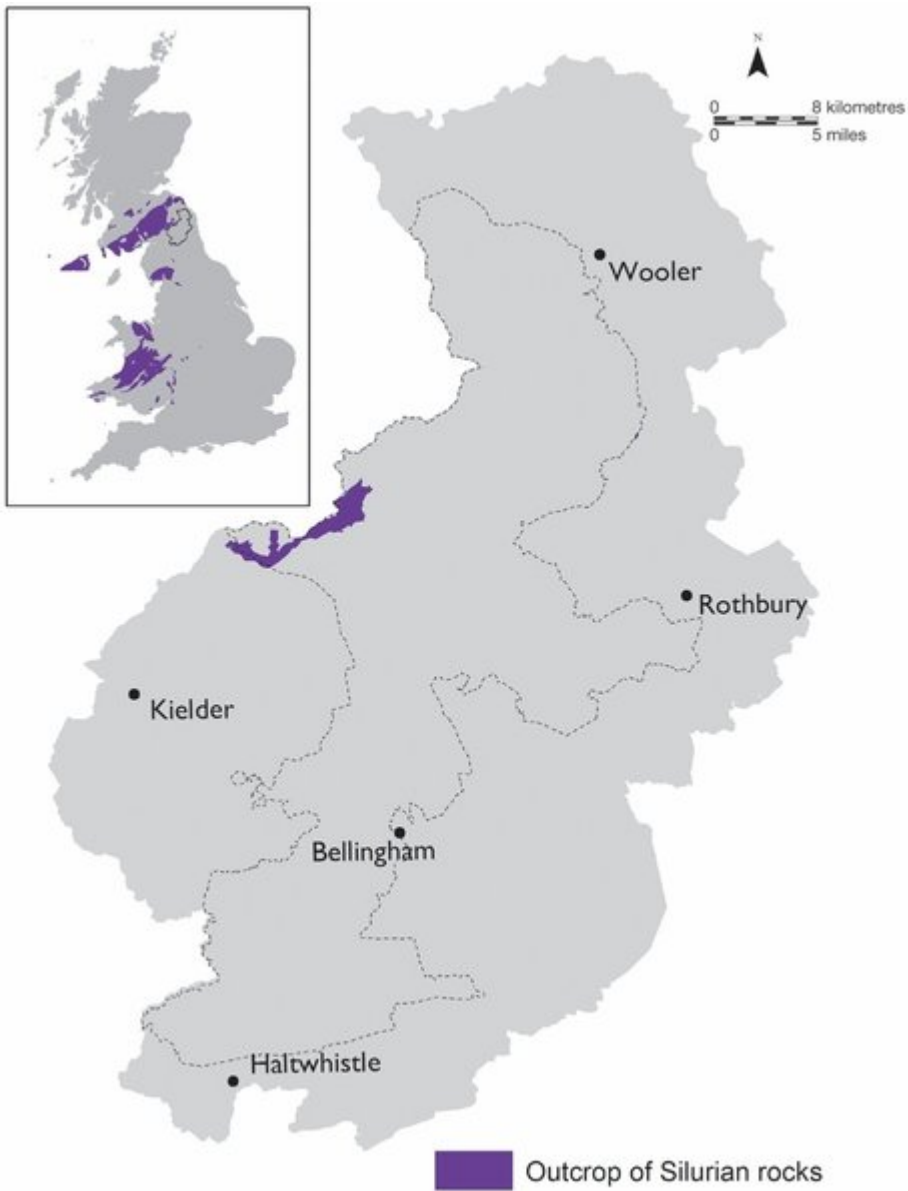 N
0 8 kilometres
0 5 miles
Wooler
Rothbury
Kielder
Bellingham
Haltwhistle
Outcrop of Silurian rocks